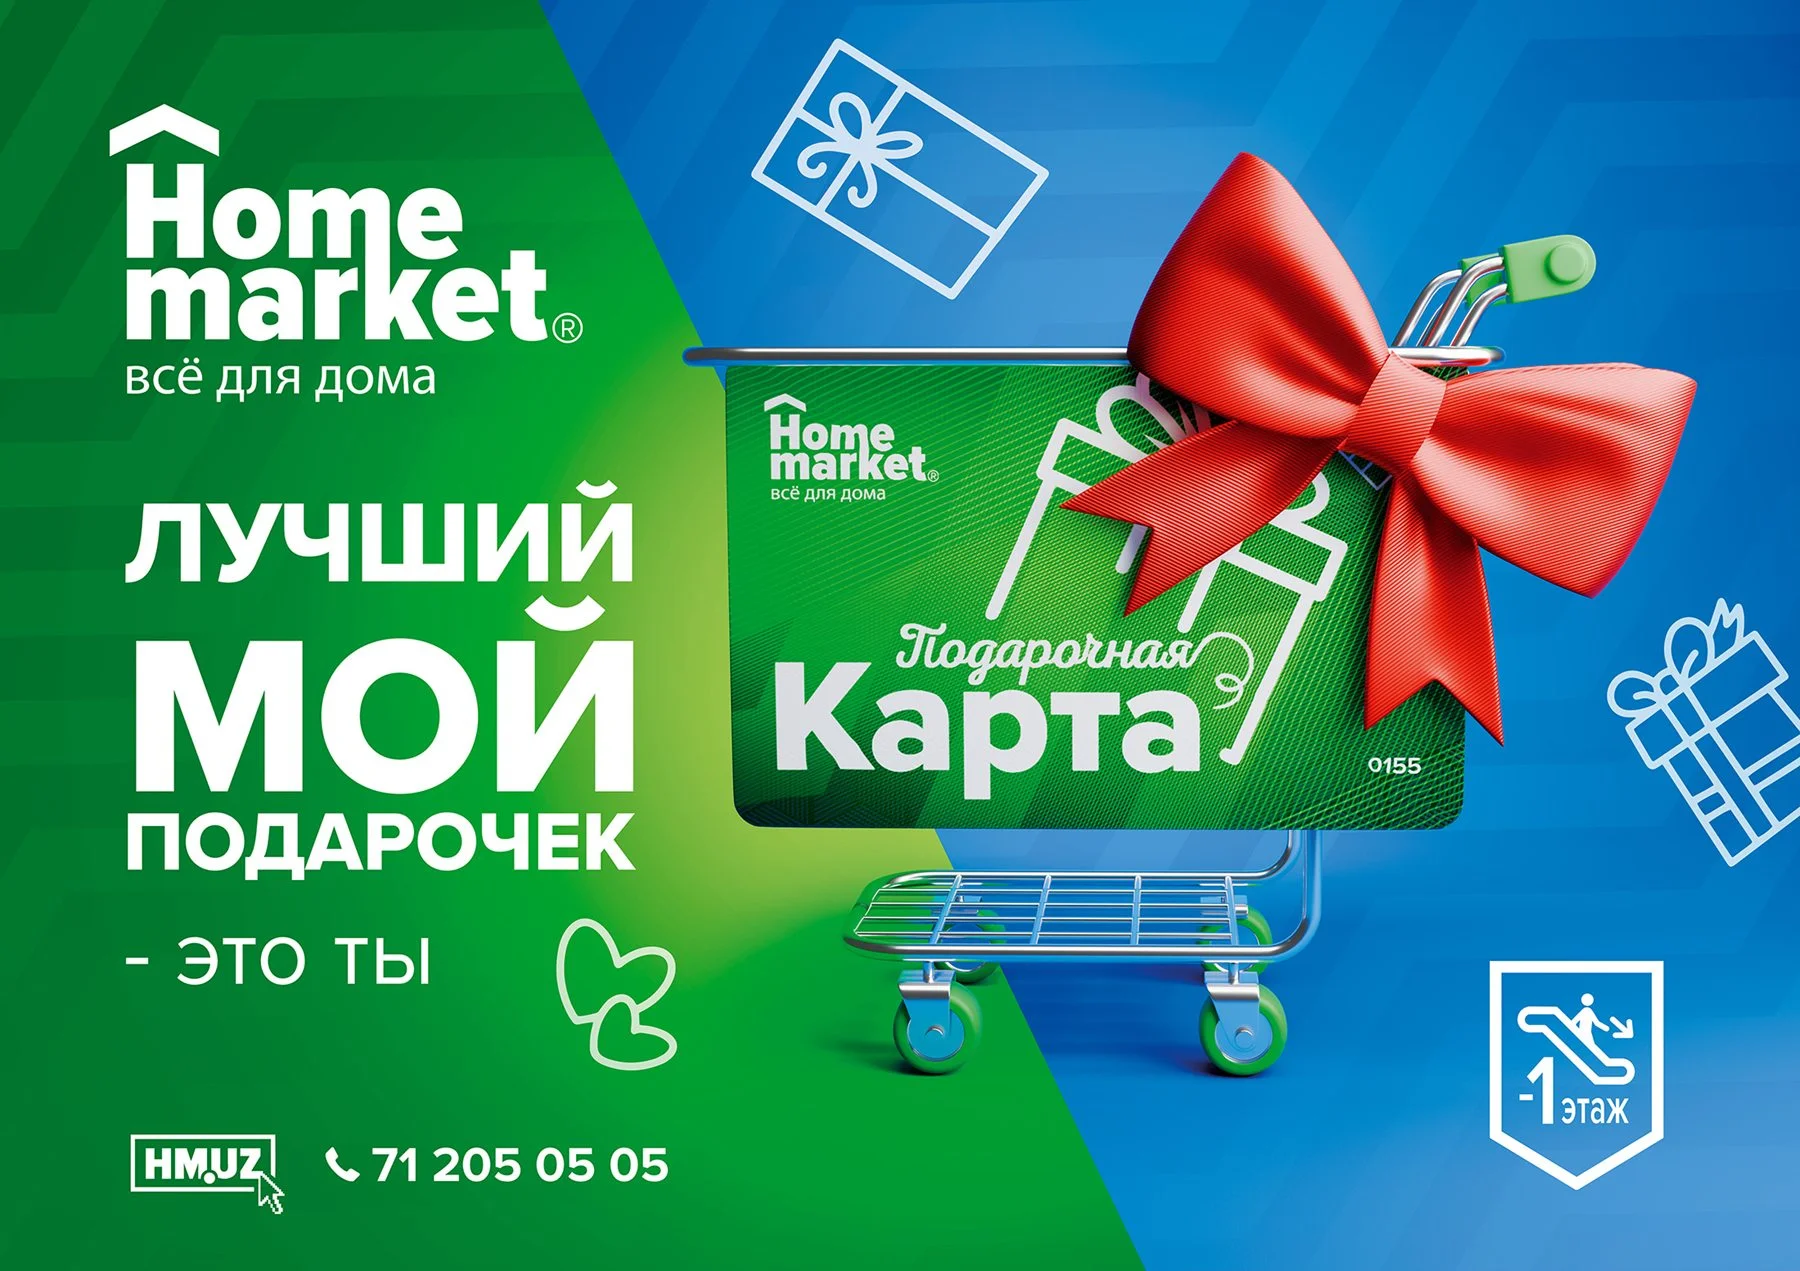 Home
market®
всё для дома
ЛУЧШИЙ
МОЙ
ПОДАРОЧЕК
- ЭТО ТЫ
HM.UZ
71 205 05 05
Home
market®
всё для дома
Подарочная
Карта
0155
-1 этаж